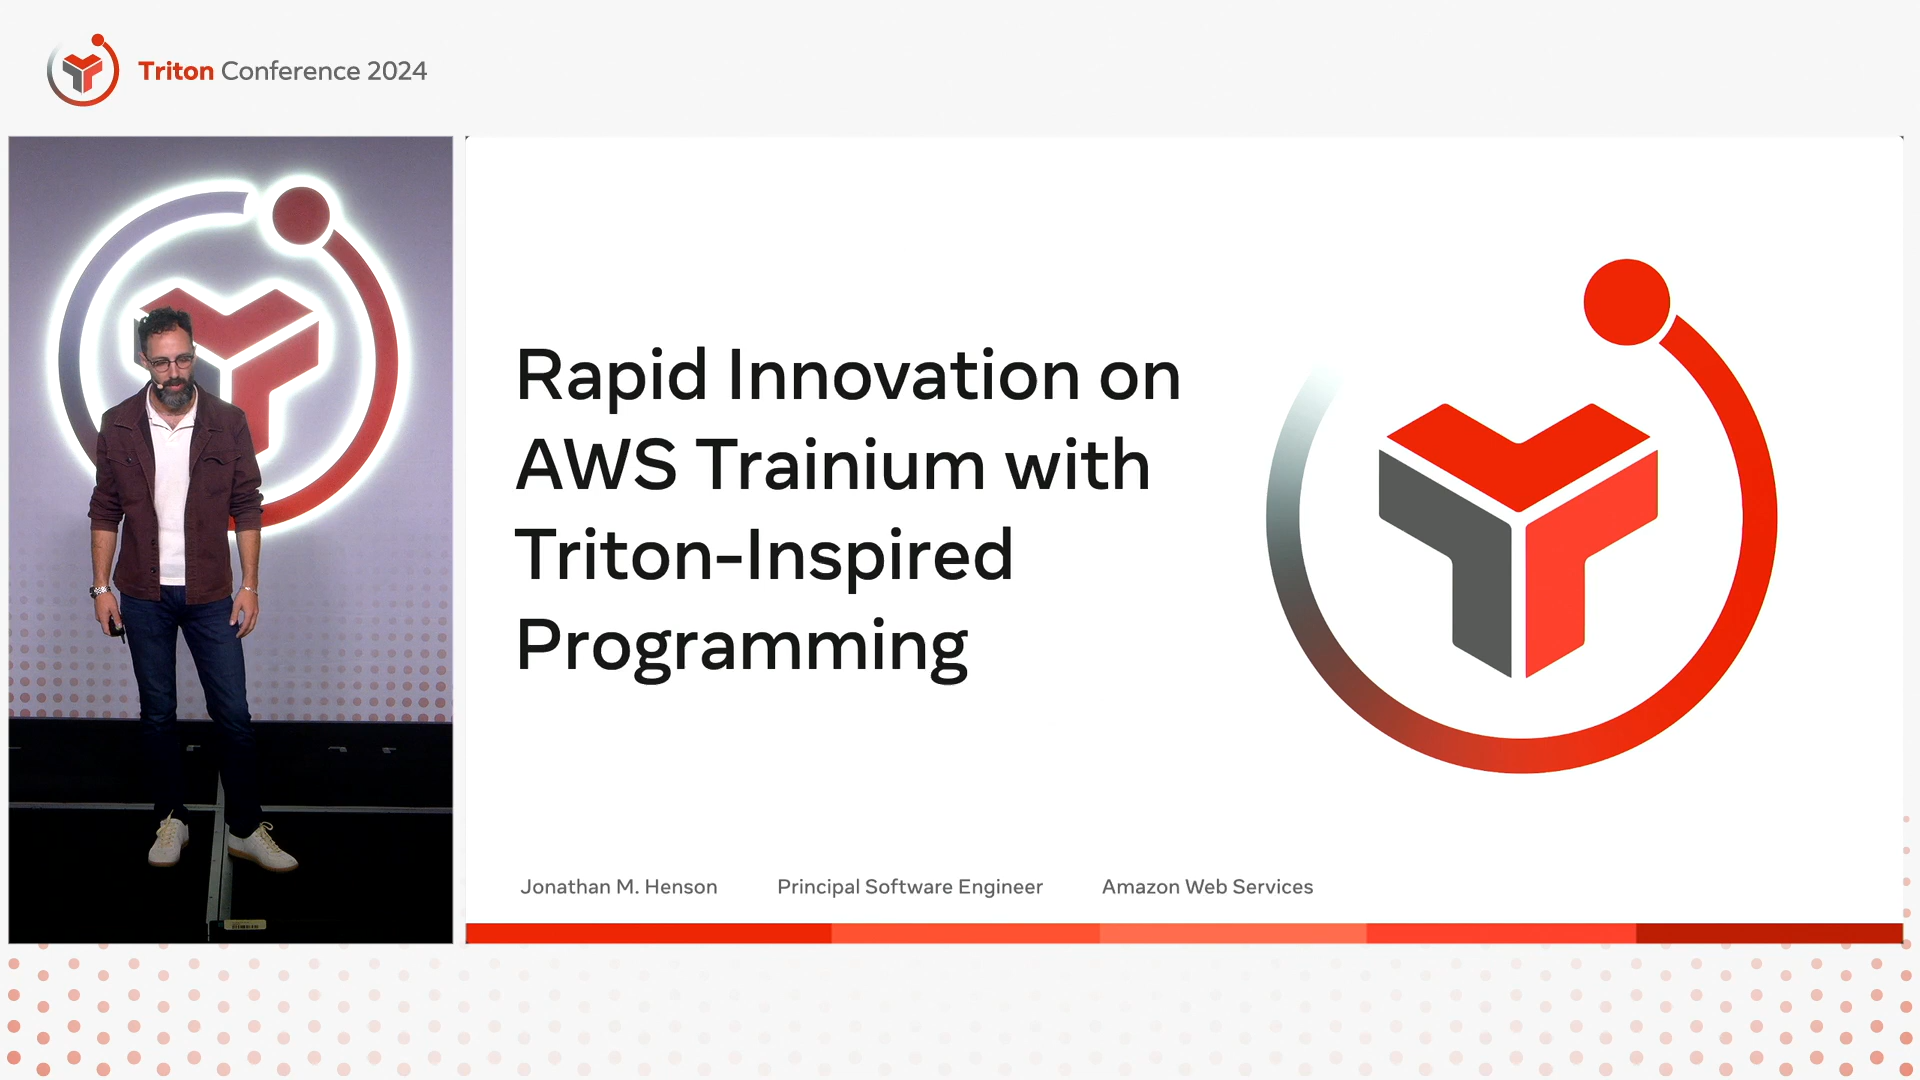 Triton Conference 2024
Rapid Innovation on
AWS Trainium with
Triton-Inspired
Programming
Jonathan M. Henson Principal Software Engineer Amazon Web Services